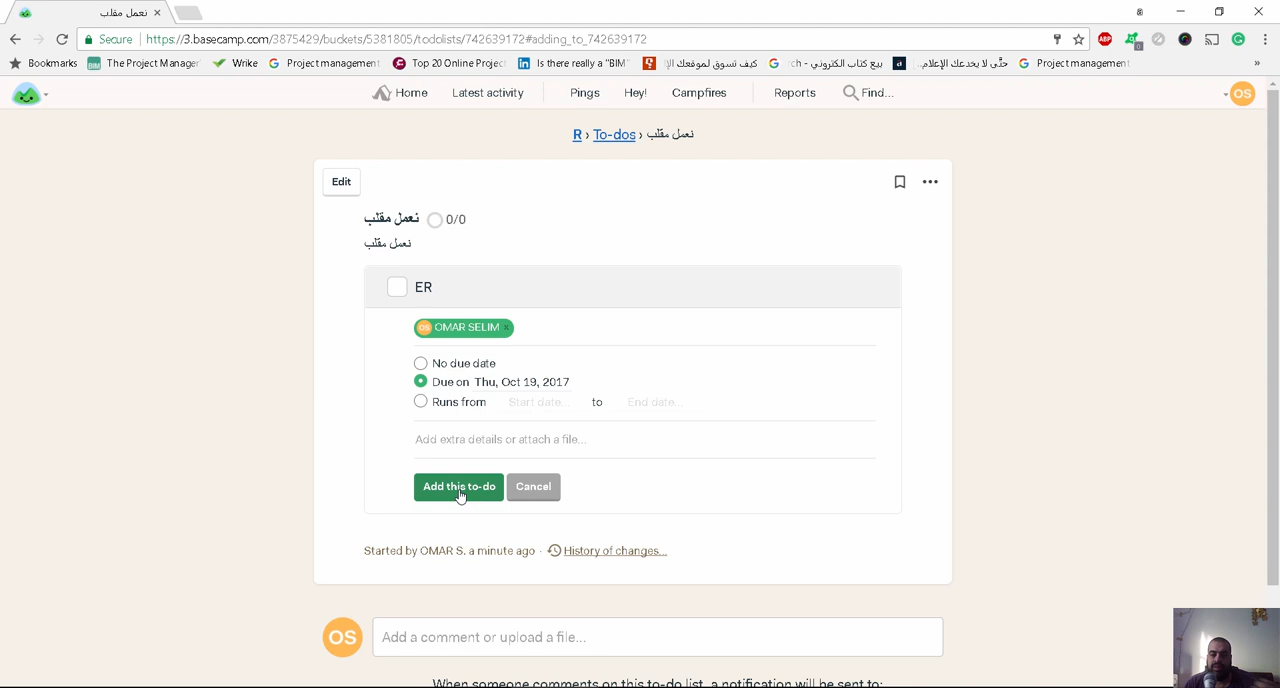 نعمل مقلب
Secure https://3.basecamp.com/3875429/buckets/5381805/todolists/742639172#adding_to_742639172
ABP 0
Bookmarks BIM The Project Manager Wrike Project management Top 20 Online Projec Is there really a "BIM" كيف تسوق لموقعك الإ بيع كتاب الكتروني - ch حتَّى لا يخدعك الإعلام... Project management »
Home Latest activity Pings Hey! Campfires Reports Find... OS
R › To-dos › نعمل مقلب
Edit
نعمل مقلب 0/0
نعمل مقلب
ER
OS OMAR SELIM ×
No due date
Due on Thu, Oct 19, 2017
Runs from Start date... to End date...
Add extra details or attach a file...
Add this to-do Cancel
Started by OMAR S. a minute ago · History of changes...
OS Add a comment or upload a file...
When someone comments on this to-do list, a notification will be sent to: